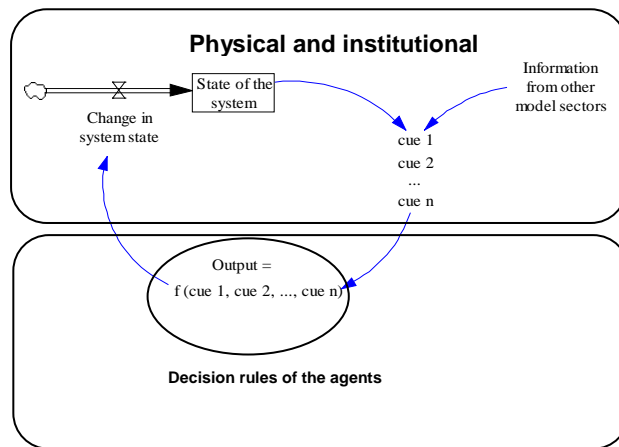 Physical and institutional
State of the
system
Information
from other
model sectors
Change in
system state
cue 1
cue 2
...
cue n
Output =
f (cue 1, cue 2, ..., cue n)
Decision rules of the agents